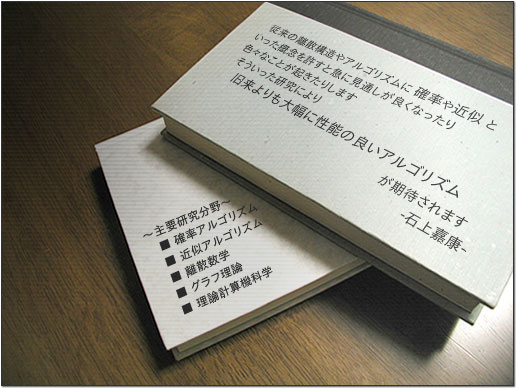 従来の離散構造やアルゴリズムに 確率や近似 と
いった概念を許すと急に見通しが良くなったり
色々なことが起きたりします
そういった研究により
旧来よりも大幅に性能の良いアルゴリズム
が期待されます
-石上嘉康-
～主要研究分野～
■ 確率アルゴリズム
■ 近似アルゴリズム
■ 離散数学
■ グラフ理論
■ 理論計算機科学